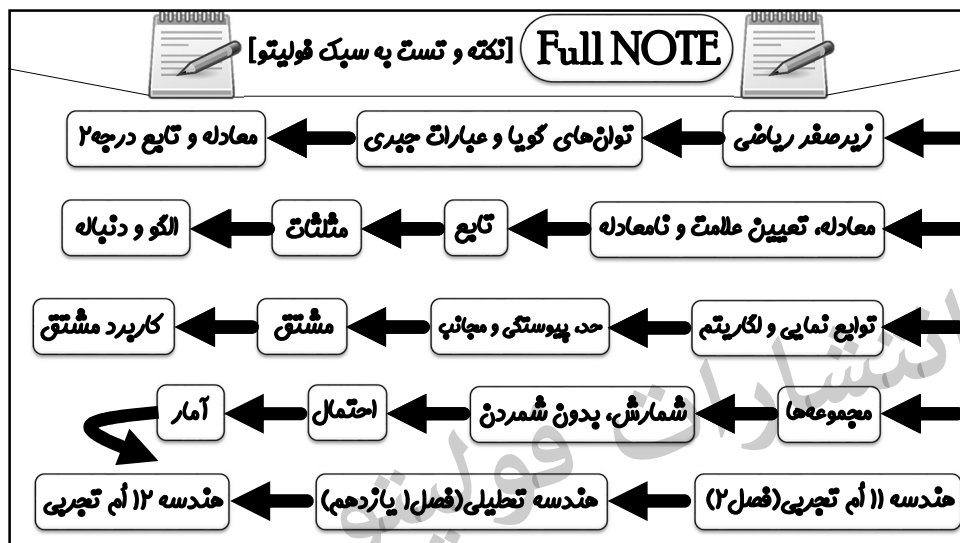 Full NOTE [نکته و تست به سبک فولیتو]
زیرصفر ریاضی توان‌های گویا و عبارات جبری معادله و تابع درجه۲
معادله، تعیین علامت و نامعادله تابع مثلثات الگو و دنباله
توابع نمایی و لگاریتم حد، پیوستگی و مجانب مشتق کاربرد مشتق
مجموعه‌ها شمارش، بدون شمردن احتمال آمار
هندسه ۱۱ اُم تجربی(فصل۲) هندسه تحلیلی(فصل۱ یازدهم) هندسه ۱۲ اُم تجربی
انتشارات فولیتو